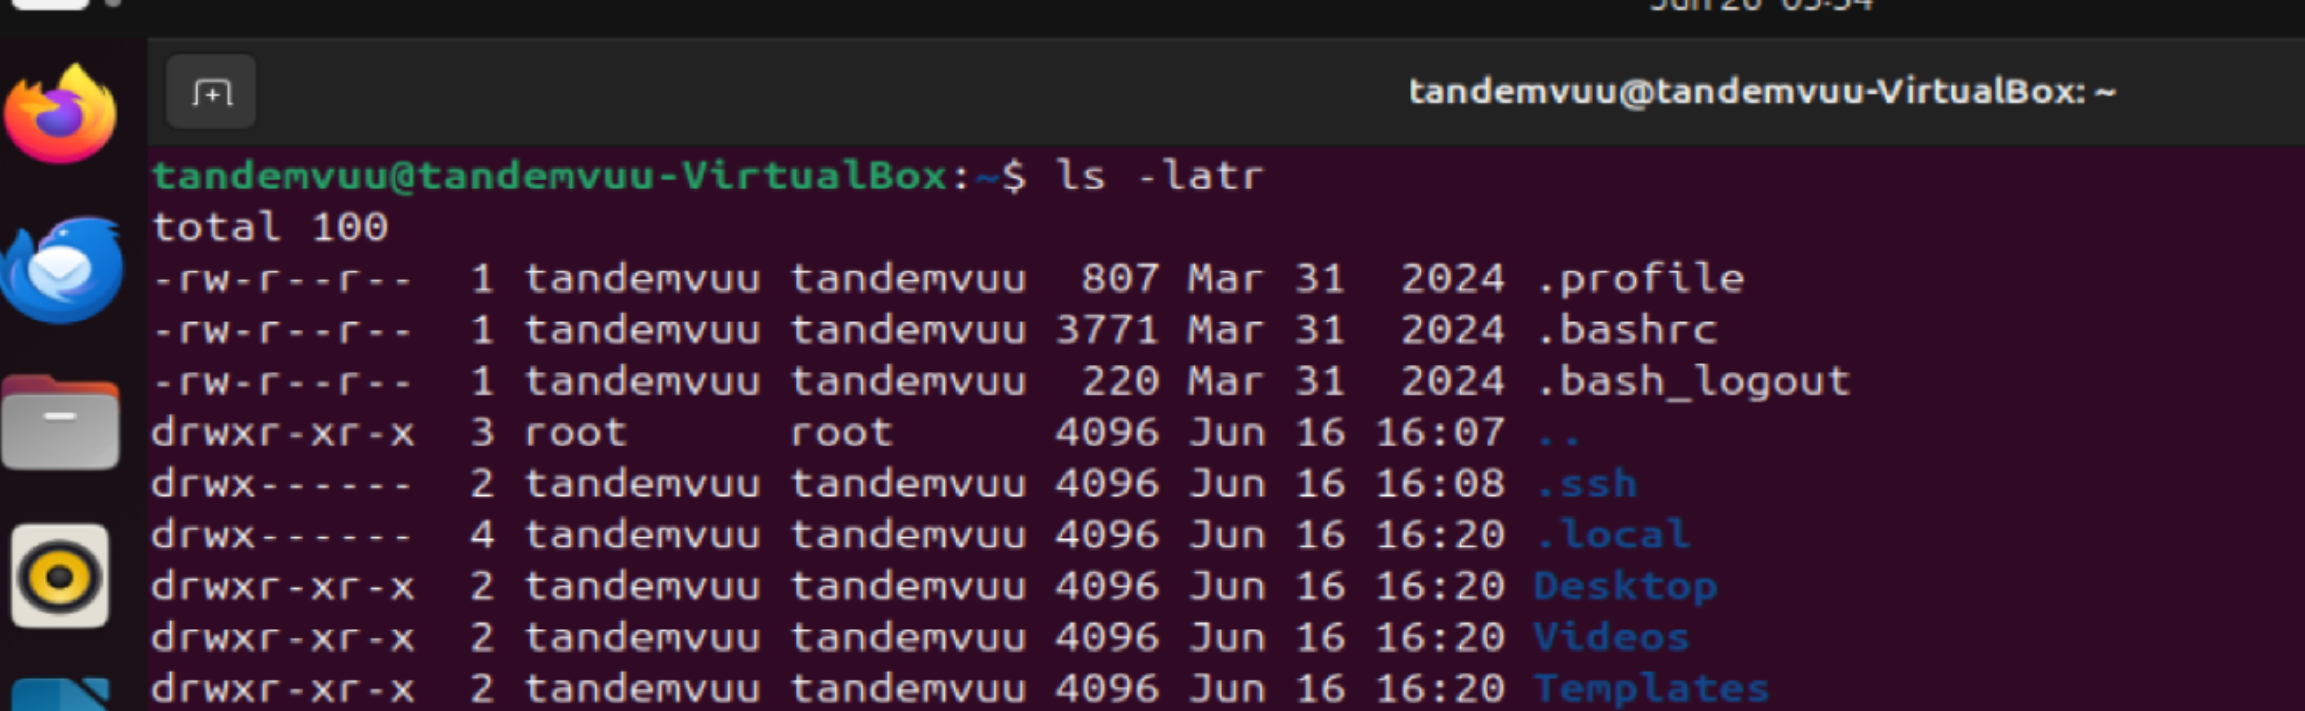 tandemvuu@tandemvuu-VirtualBox: ~
tandemvuu@tandemvuu-VirtualBox:~$ ls -latr
total 100
-rw-r--r--  1 tandemvuu tandemvuu  807 Mar 31  2024 .profile
-rw-r--r--  1 tandemvuu tandemvuu 3771 Mar 31  2024 .bashrc
-rw-r--r--  1 tandemvuu tandemvuu  220 Mar 31  2024 .bash_logout
drwxr-xr-x  3 root      root      4096 Jun 16 16:07 ..
drwx------  2 tandemvuu tandemvuu 4096 Jun 16 16:08 .ssh
drwx------  4 tandemvuu tandemvuu 4096 Jun 16 16:20 .local
drwxr-xr-x  2 tandemvuu tandemvuu 4096 Jun 16 16:20 Desktop
drwxr-xr-x  2 tandemvuu tandemvuu 4096 Jun 16 16:20 Videos
drwxr-xr-x  2 tandemvuu tandemvuu 4096 Jun 16 16:20 Templates